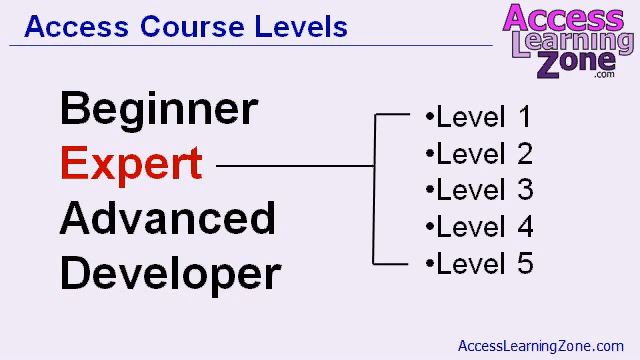 Access Course Levels
Access
Learning
Zone
.com
Beginner
Expert
Advanced
Developer
•Level 1
•Level 2
•Level 3
•Level 4
•Level 5
AccessLearningZone.com